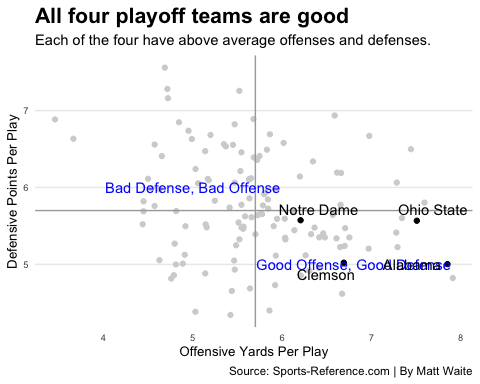 All four playoff teams are good
Each of the four have above average offenses and defenses.
Defensive Points Per Play
7
6
5
Bad Defense, Bad Offense
Notre Dame
Ohio State
Good Offense, Good Defense
Alabama
Clemson
4
5
6
7
8
Offensive Yards Per Play
Source: Sports-Reference.com | By Matt Waite